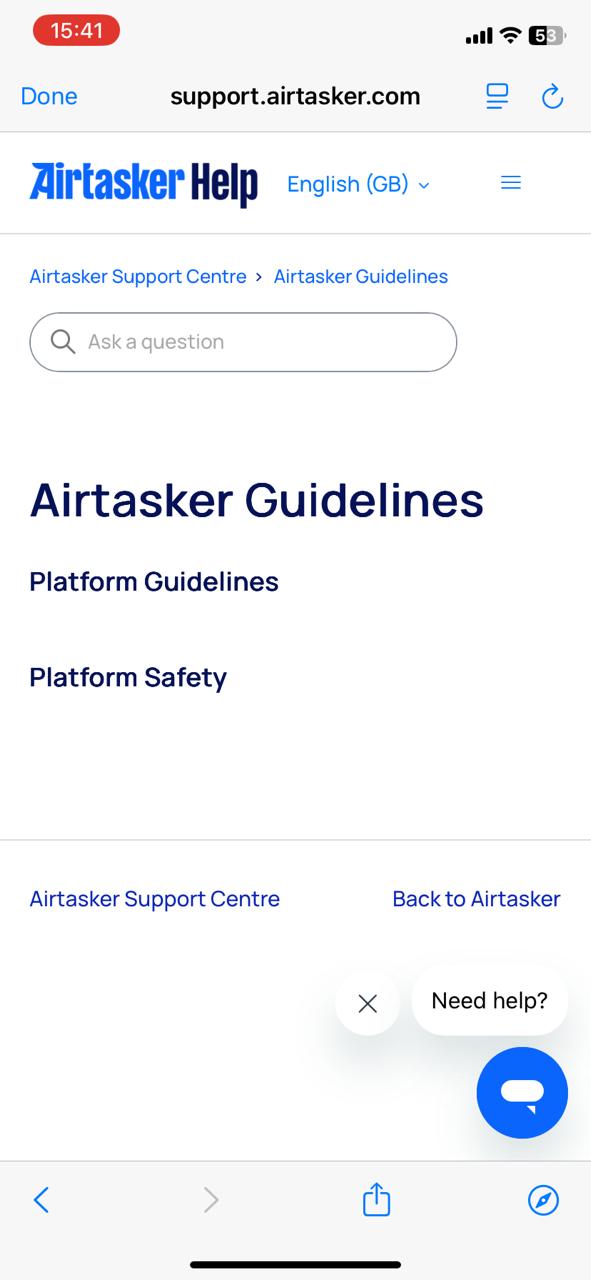 15:41
53
Done
support.airtasker.com
Airtasker Help
English (GB)
Airtasker Support Centre > Airtasker Guidelines
Ask a question
Airtasker Guidelines
Platform Guidelines
Platform Safety
Airtasker Support Centre
Back to Airtasker
Need help?